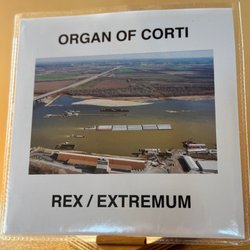 ORGAN OF CORTI
REX / EXTREMUM